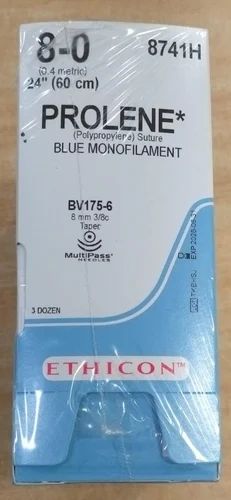 8-0
8741H
(0.4 metric)
24" (60 cm)
PROLENE*
(Polypropylene) Suture
BLUE MONOFILAMENT
BV175-6
8 mm 3/8c
Taper
MultiPass*
NEEDLES
3 DOZEN
ETHICON™